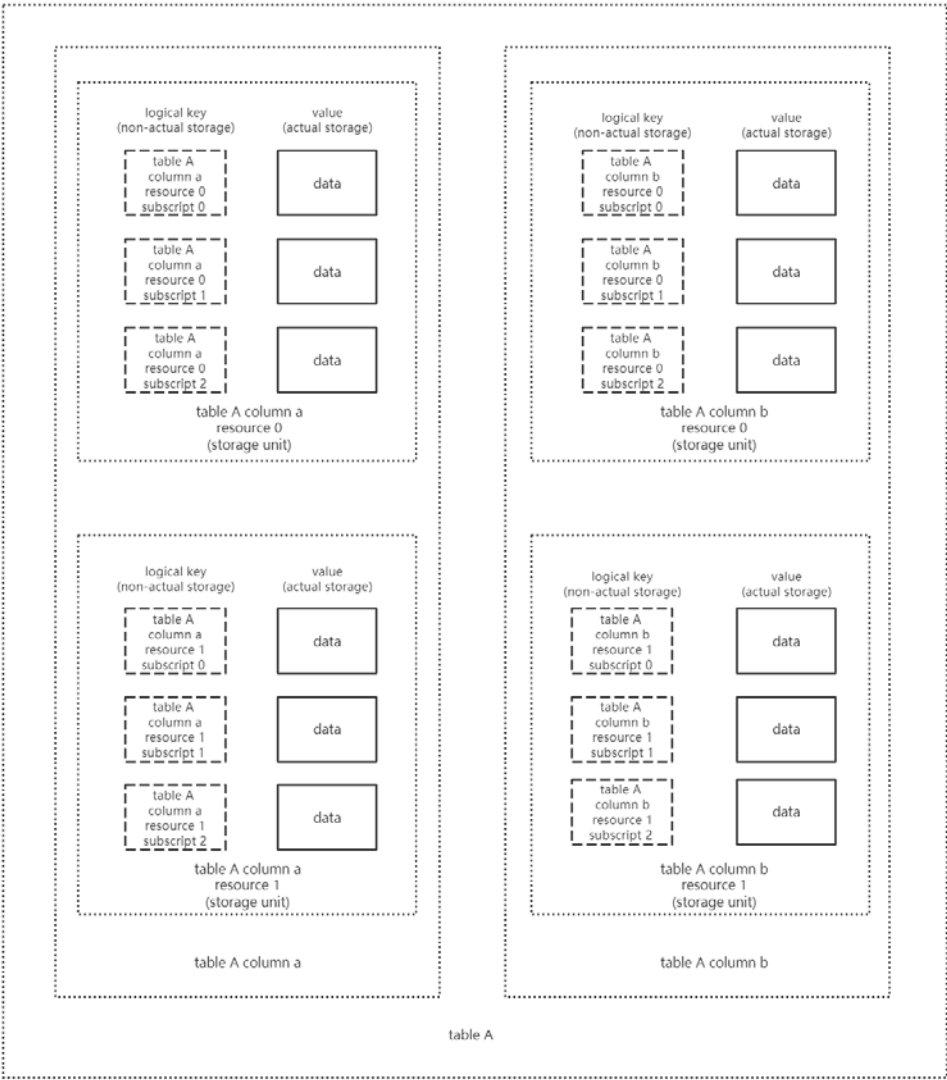 logical key
(non-actual storage)
value
(actual storage)
table A
column a
resource 0
subscript 0
data
table A
column a
resource 0
subscript 1
data
table A
column a
resource 0
subscript 2
data
table A column a
resource 0
(storage unit)
logical key
(non-actual storage)
value
(actual storage)
table A
column b
resource 0
subscript 0
data
table A
column b
resource 0
subscript 1
data
table A
column b
resource 0
subscript 2
data
table A column b
resource 0
(storage unit)
logical key
(non-actual storage)
value
(actual storage)
table A
column a
resource 1
subscript 0
data
table A
column a
resource 1
subscript 1
data
table A
column a
resource 1
subscript 2
data
table A column a
resource 1
(storage unit)
logical key
(non-actual storage)
value
(actual storage)
table A
column b
resource 1
subscript 0
data
table A
column b
resource 1
subscript 1
data
table A
column b
resource 1
subscript 2
data
table A column b
resource 1
(storage unit)
table A column a
table A column b
table A